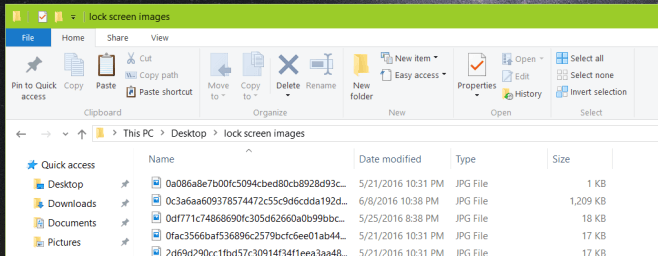 lock screen images
File Home Share View
Pin to Quick access
Copy
Paste
Cut
Copy path
Paste shortcut
Clipboard
Move to
Copy to
Delete
Rename
Organize
New folder
New item
Easy access
New
Properties
Open
Edit
History
Open
Select all
Select none
Invert selection
Select
This PC > Desktop > lock screen images
Quick access
Desktop
Downloads
Documents
Pictures
Name Date modified Type Size
0a086a8e7b00fc5094cbed80cb8928d93c... 5/21/2016 10:31 PM JPG File 1 KB
0c3a6aa609378574472c55c9d6cdda192d... 6/8/2016 10:38 PM JPG File 1,209 KB
0df771c74868690fc305d62660a0b99bbc... 5/25/2016 8:38 PM JPG File 18 KB
0fac3566baf536896c2579bcfc6ee01ab44... 5/21/2016 10:31 PM JPG File 17 KB
2d69d290cc1fbd57c30914f34f1eea3aa48... 5/21/2016 10:31 PM JPG File 17 KB